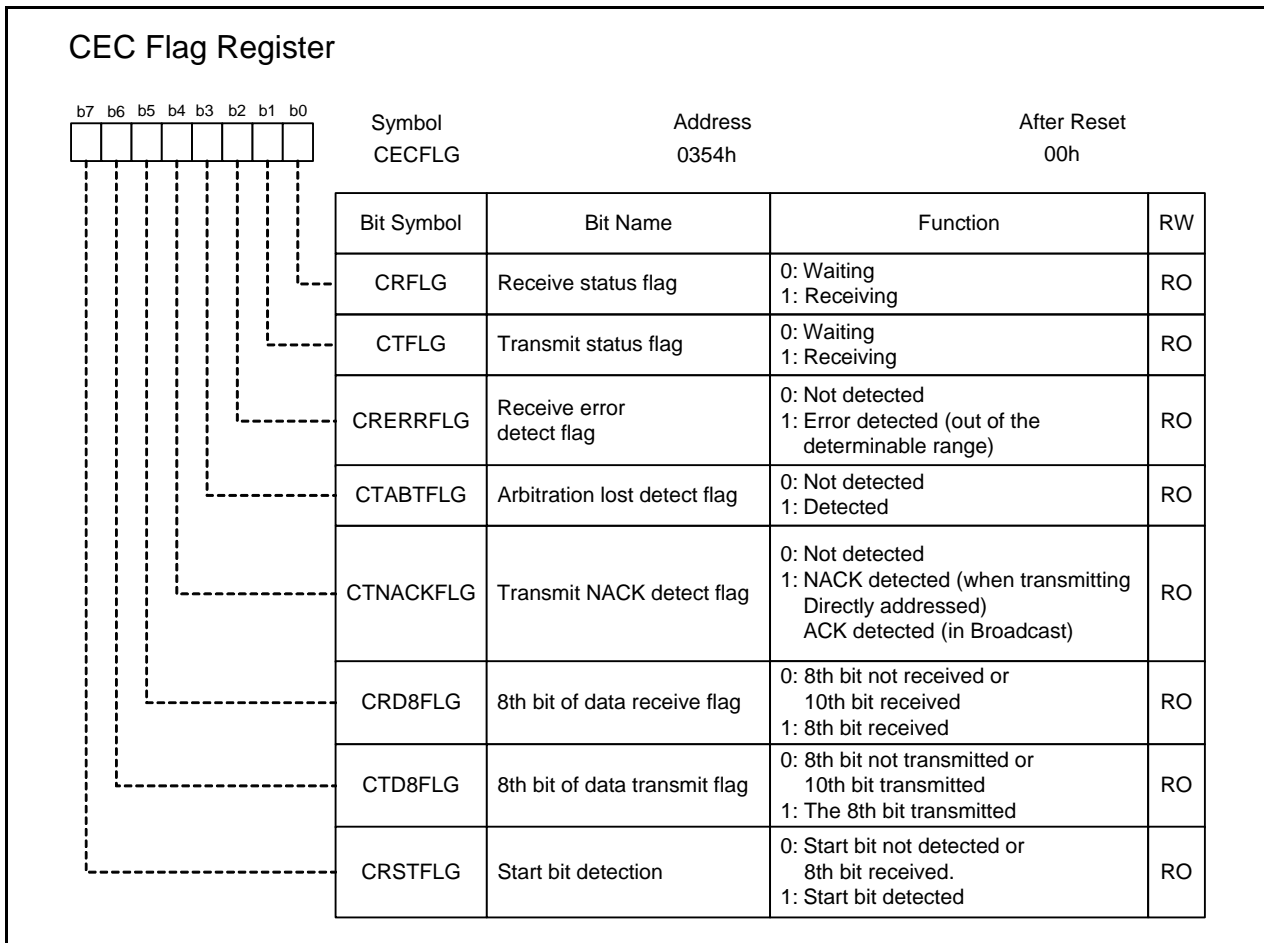 CEC Flag Register
b7 b6 b5 b4 b3 b2 b1 b0
Symbol Address After Reset
CECFLG 0354h 00h
Bit Symbol Bit Name Function RW
CRFLG Receive status flag 0: Waiting RO
1: Receiving
CTFLG Transmit status flag 0: Waiting RO
1: Receiving
CRERRFLG Receive error
detect flag 0: Not detected
1: Error detected (out of the
determinable range) RO
CTABTFLG Arbitration lost detect flag 0: Not detected RO
1: Detected
CTNACKFLG Transmit NACK detect flag 0: Not detected
1: NACK detected (when transmitting
Directly addressed)
ACK detected (in Broadcast) RO
CRD8FLG 8th bit of data receive flag 0: 8th bit not received or
10th bit received
1: 8th bit received RO
CTD8FLG 8th bit of data transmit flag 0: 8th bit not transmitted or
10th bit transmitted
1: The 8th bit transmitted RO
CRSTFLG Start bit detection 0: Start bit not detected or
8th bit received.
1: Start bit detected RO